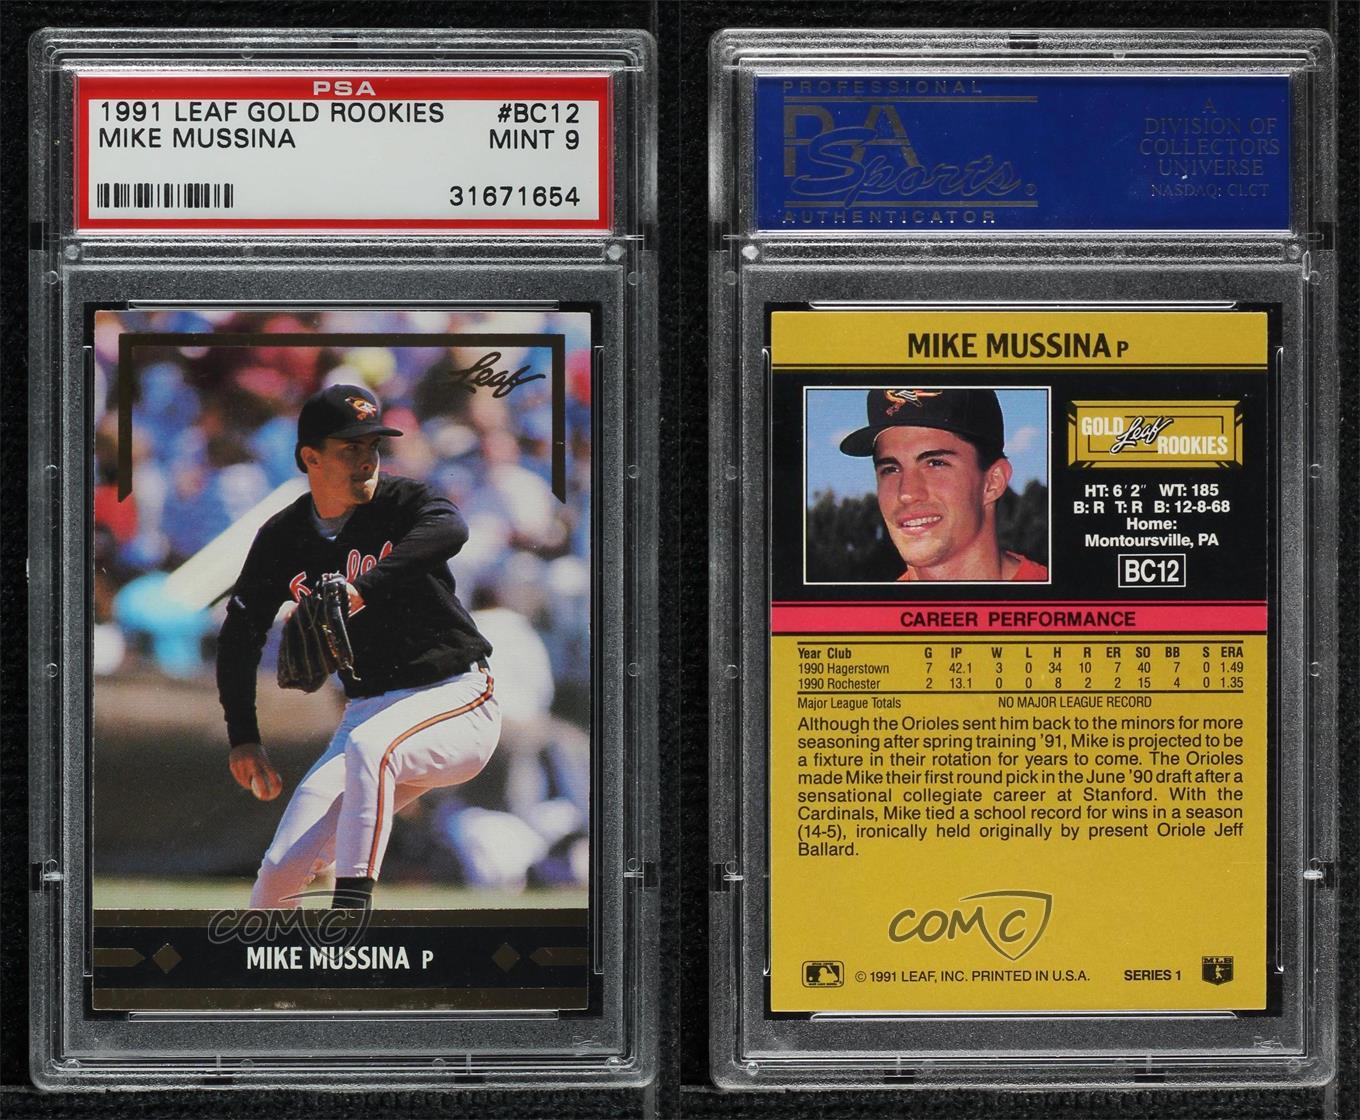 PSA
1991 LEAF GOLD ROOKIES #BC12
MIKE MUSSINA MINT 9
31671654
Leaf
MIKE MUSSINA P
COMC
PROFESSIONAL
PSA
Sports®
AUTHENTICATOR
A
DIVISION OF
COLLECTORS
UNIVERSE
NASDAQ: CLCT
MIKE MUSSINA P
GOLD Leaf ROOKIES
HT: 6'2" WT: 185
B: R T: R B: 12-8-68
Home:
Montoursville, PA
BC12
CAREER PERFORMANCE
Year Club G IP W L H R ER SO BB S ERA
1990 Hagerstown 7 42.1 3 0 34 10 7 40 7 0 1.49
1990 Rochester 2 13.1 0 0 8 2 2 15 4 0 1.35
Major League Totals NO MAJOR LEAGUE RECORD
Although the Orioles sent him back to the minors for more
seasoning after spring training '91, Mike is projected to be
a fixture in their rotation for years to come. The Orioles
made Mike their first round pick in the June '90 draft after a
sensational collegiate career at Stanford. With the
Cardinals, Mike tied a school record for wins in a season
(14-5), ironically held originally by present Oriole Jeff
Ballard.
COMC
© 1991 LEAF, INC. PRINTED IN U.S.A. SERIES 1
MLB